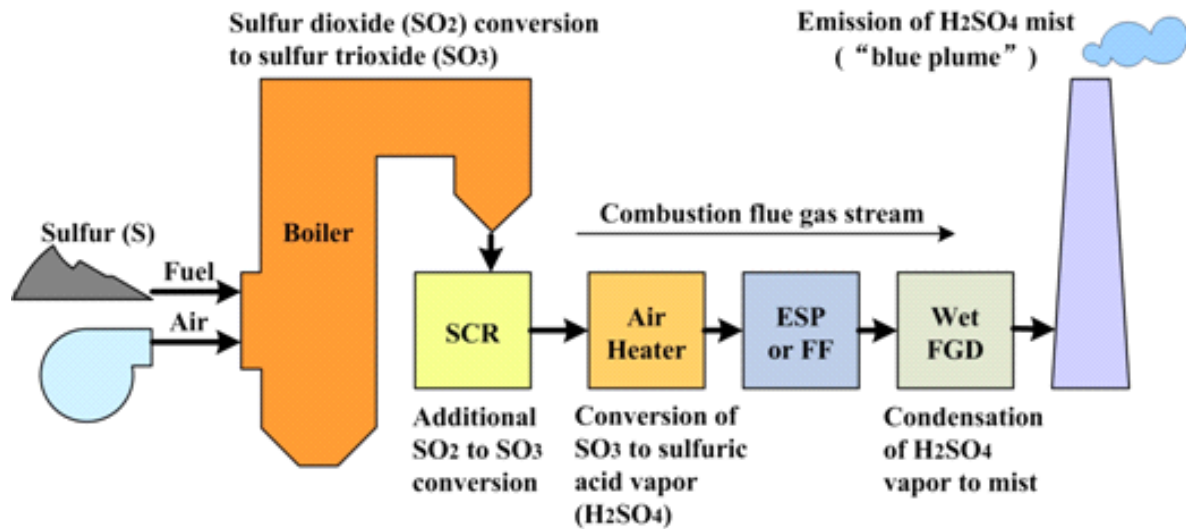 Sulfur dioxide (SO2) conversion
to sulfur trioxide (SO3)
Emission of H2SO4 mist
(“blue plume”)
Sulfur (S)
Fuel
Air
Boiler
Combustion flue gas stream
SCR
Air
Heater
ESP
or FF
Wet
FGD
Additional
SO2 to SO3
conversion
Conversion of
SO3 to sulfuric
acid vapor
(H2SO4)
Condensation
of H2SO4
vapor to mist